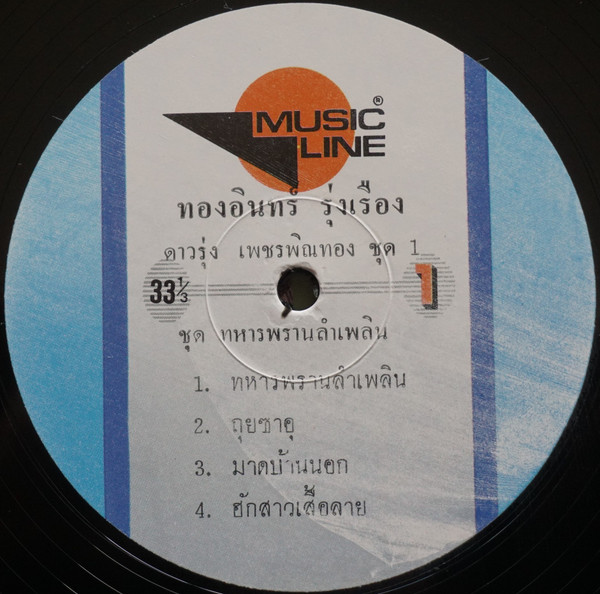 MUSIC ®
LINE
ทองอินทร์ รุ่งเรือง
ดาวรุ่ง เพชรพิณทอง ชุด 1
33⅓
1
ชุด ทหารพรานลำเพลิน
1. ทหารพรานลำเพลิน
2. ถุยซาอุ
3. มาดบ้านนอก
4. ฮักสาวเสื้อลาย